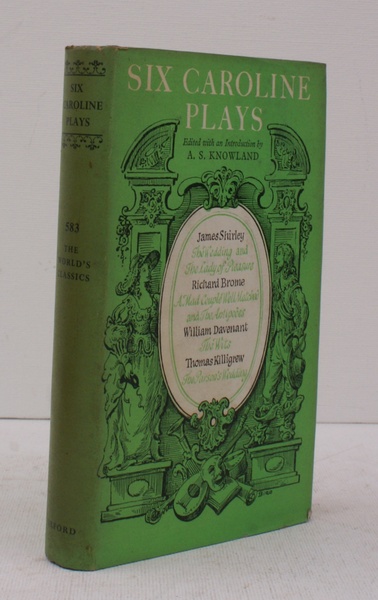 SIX
CAROLINE
PLAYS
583
THE
WORLD'S
CLASSICS
OXFORD
SIX CAROLINE
PLAYS
Edited with an Introduction by
A. S. KNOWLAND
James Shirley
The Wedding and
The Lady of Pleasure
Richard Brome
A Mad Couple Well Match'd
and The Antipodes
William Davenant
The Wits
Thomas Killigrew
The Parson's Wedding